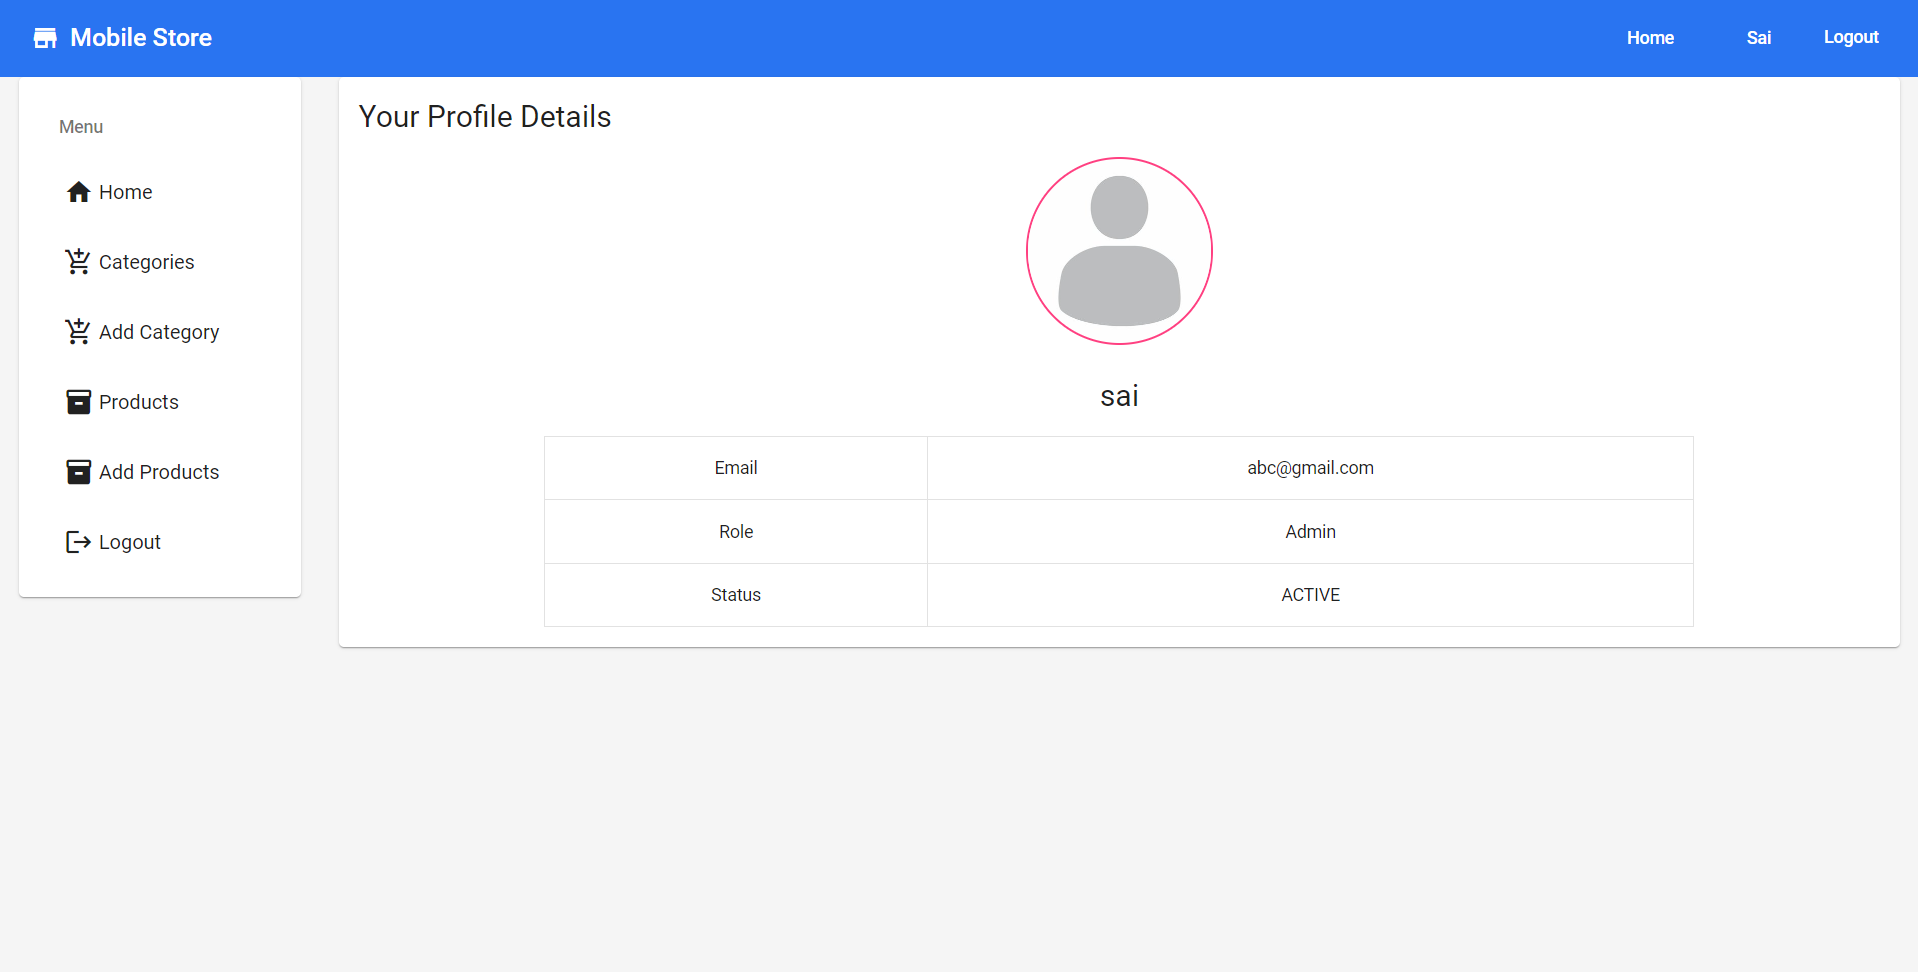 Mobile Store
Home Sai Logout
Menu
Home
Categories
Add Category
Products
Add Products
Logout
Your Profile Details
sai
Email abc@gmail.com
Role Admin
Status ACTIVE